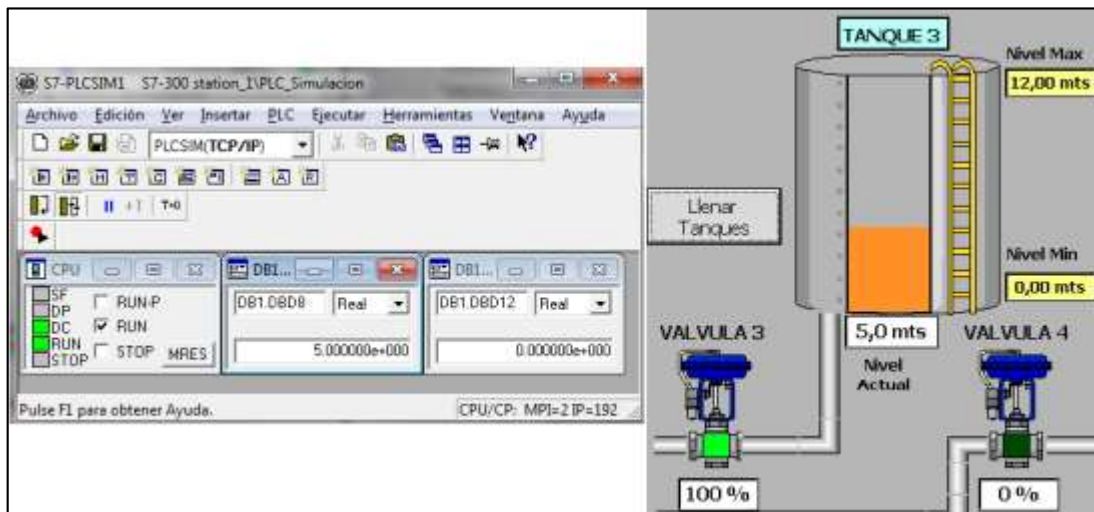 S7-PLCSIM1 S7-300 station_1\PLC_Simulacion
Archivo Edición Ver Insertar PLC Ejecutar Herramientas Ventana Ayuda
PLCSIM(TCP/IP)
T=0
CPU
SF
DP
DC
RUN
STOP
RUN-P
RUN
STOP
MRES
DB1...
DB1.DBD8 Real
5.000000e+000
DB1...
DB1.DBD12 Real
0.000000e+000
Pulse F1 para obtener Ayuda.
CPU/CP: MPI=2 IP=192
TANQUE 3
Nivel Max
12,00 mts
Llenar
Tanques
Nivel Min
0,00 mts
5,0 mts
Nivel
Actual
VALVULA 3
VALVULA 4
100 %
0 %